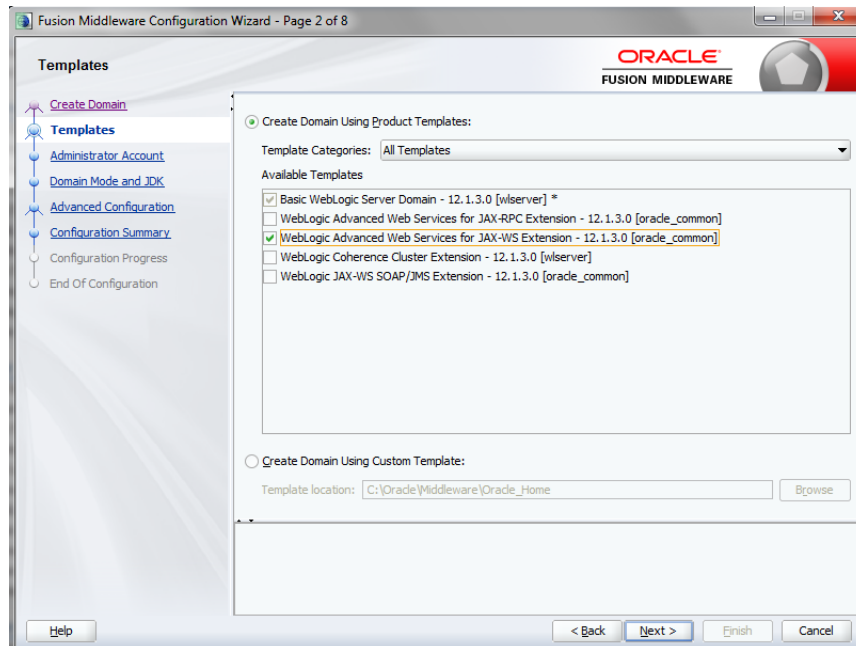 Fusion Middleware Configuration Wizard - Page 2 of 8
Templates
ORACLE
FUSION MIDDLEWARE
Create Domain
Templates
Administrator Account
Domain Mode and JDK
Advanced Configuration
Configuration Summary
Configuration Progress
End Of Configuration
Create Domain Using Product Templates:
Template Categories: All Templates
Available Templates
Basic WebLogic Server Domain - 12.1.3.0 [wlserver] *
WebLogic Advanced Web Services for JAX-RPC Extension - 12.1.3.0 [oracle_common]
WebLogic Advanced Web Services for JAX-WS Extension - 12.1.3.0 [oracle_common]
WebLogic Coherence Cluster Extension - 12.1.3.0 [wlserver]
WebLogic JAX-WS SOAP/JMS Extension - 12.1.3.0 [oracle_common]
Create Domain Using Custom Template:
Template location: C:\Oracle\Middleware\Oracle_Home Browse
Help < Back Next > Finish Cancel